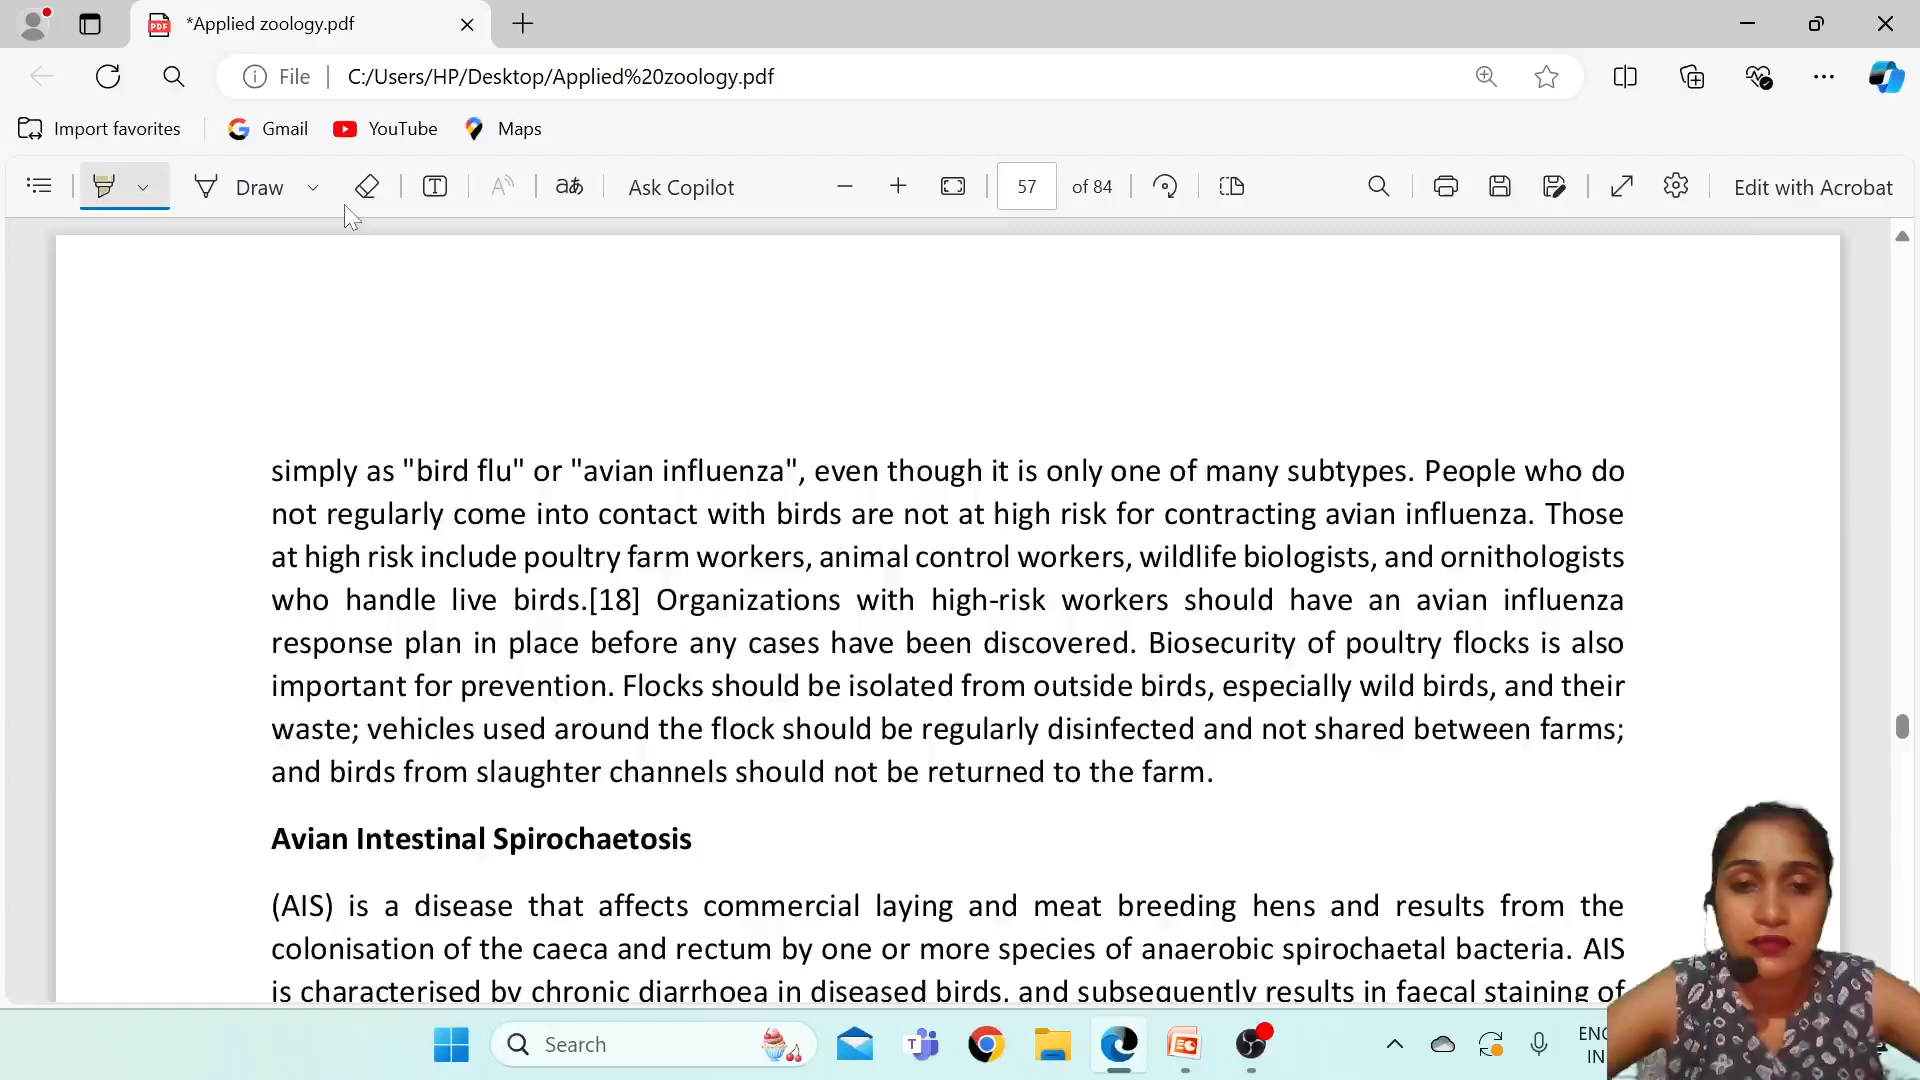 *Applied zoology.pdf
File
C:/Users/HP/Desktop/Applied%20zoology.pdf
Import favorites
Gmail
YouTube
Maps
Draw
Ask Copilot
57
of 84
Edit with Acrobat
simply as "bird flu" or "avian influenza", even though it is only one of many subtypes. People who do
not regularly come into contact with birds are not at high risk for contracting avian influenza. Those
at high risk include poultry farm workers, animal control workers, wildlife biologists, and ornithologists
who handle live birds.[18] Organizations with high-risk workers should have an avian influenza
response plan in place before any cases have been discovered. Biosecurity of poultry flocks is also
important for prevention. Flocks should be isolated from outside birds, especially wild birds, and their
waste; vehicles used around the flock should be regularly disinfected and not shared between farms;
and birds from slaughter channels should not be returned to the farm.
Avian Intestinal Spirochaetosis
(AIS) is a disease that affects commercial laying and meat breeding hens and results from the
colonisation of the caeca and rectum by one or more species of anaerobic spirochaetal bacteria. AIS
is characterised by chronic diarrhoea in diseased birds, and subsequently results in faecal staining of
Search
IN